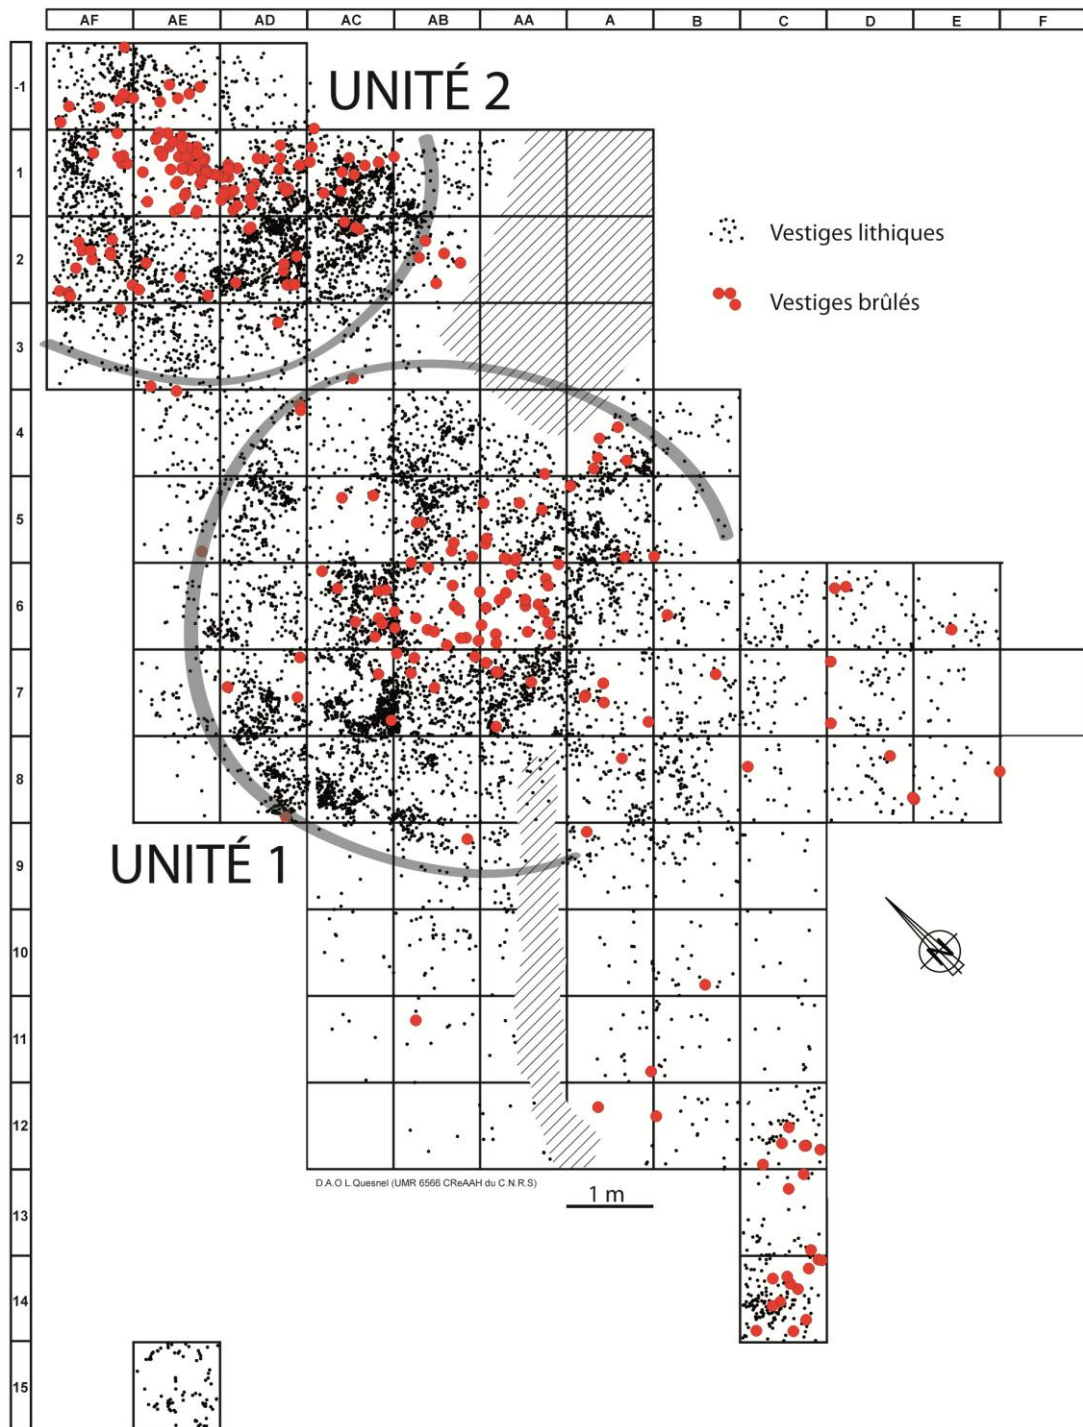 AF AE AD AC AB AA A B C D E F
-1
UNITÉ 2
1
Vestiges lithiques
2
Vestiges brûlés
3
4
5
6
7
8
UNITÉ 1
9
10
N
11
12
D.A.O L.Quesnel (UMR 6566 CReAAH du C.N.R.S)
1 m
13
14
15